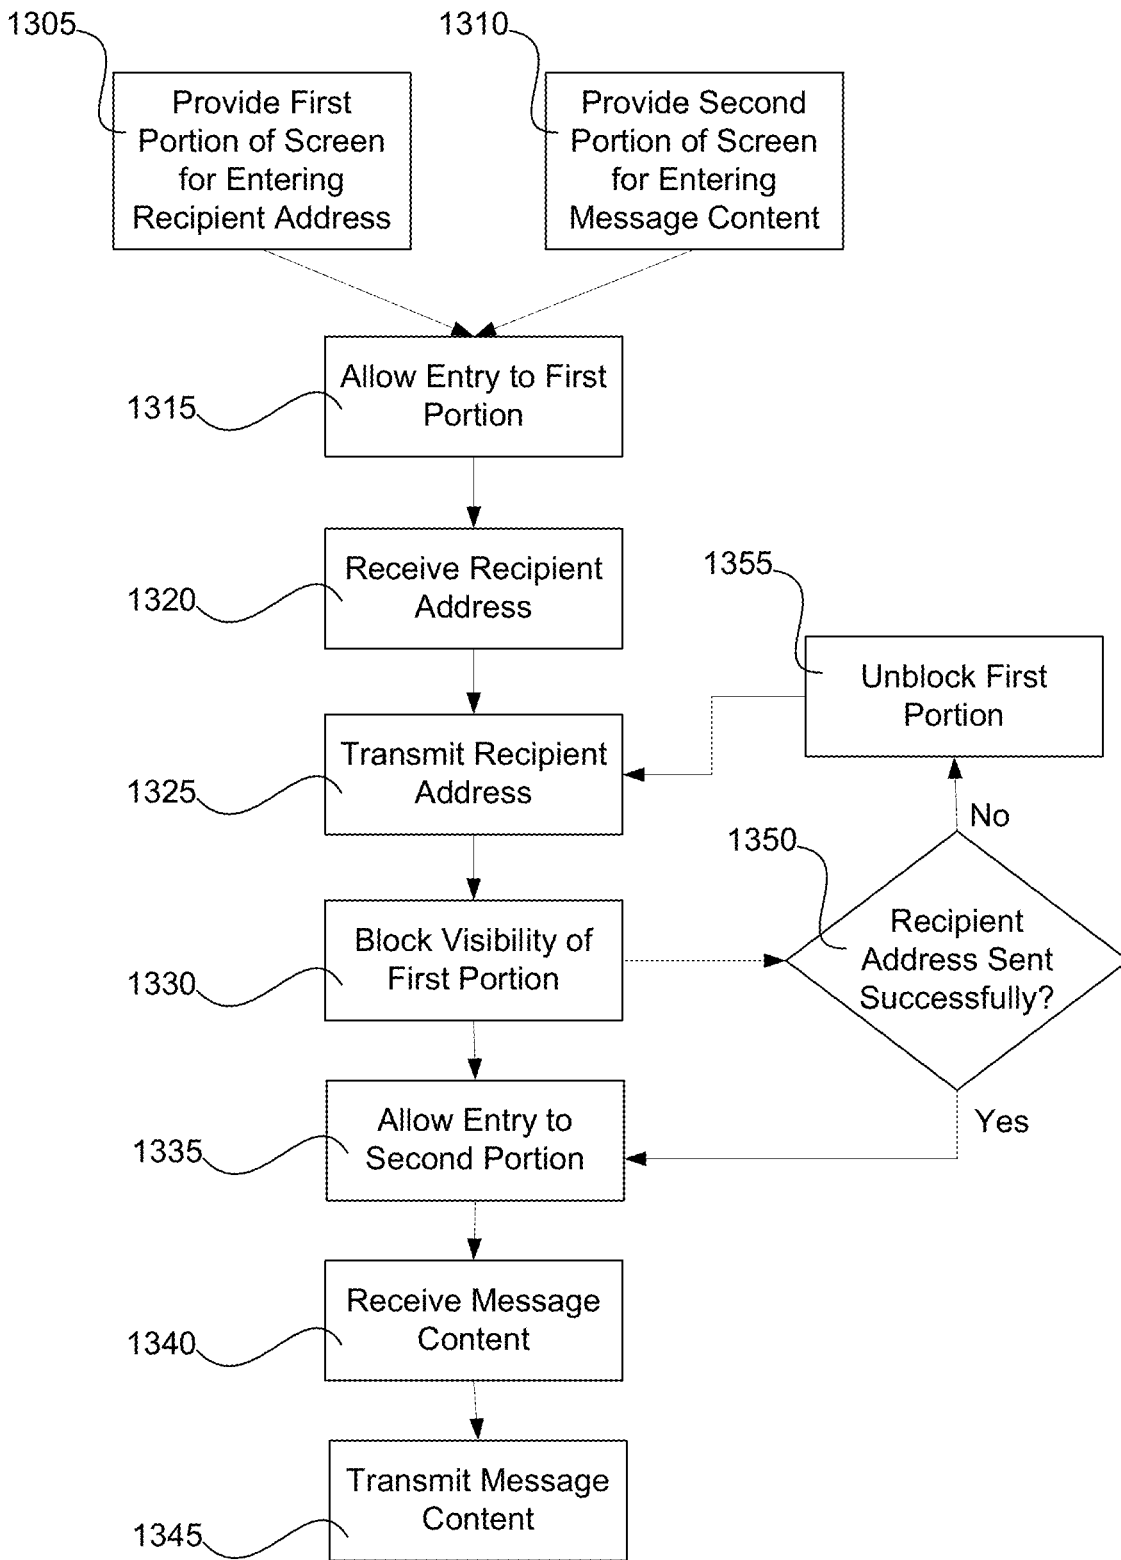 1305
1310
Provide First
Portion of Screen
for Entering
Recipient Address
Provide Second
Portion of Screen
for Entering
Message Content
1315
Allow Entry to First
Portion
1320
Receive Recipient
Address
1355
Unblock First
Portion
1325
Transmit Recipient
Address
No
1350
Recipient
Address Sent
Successfully?
1330
Block Visibility of
First Portion
Yes
1335
Allow Entry to
Second Portion
1340
Receive Message
Content
1345
Transmit Message
Content